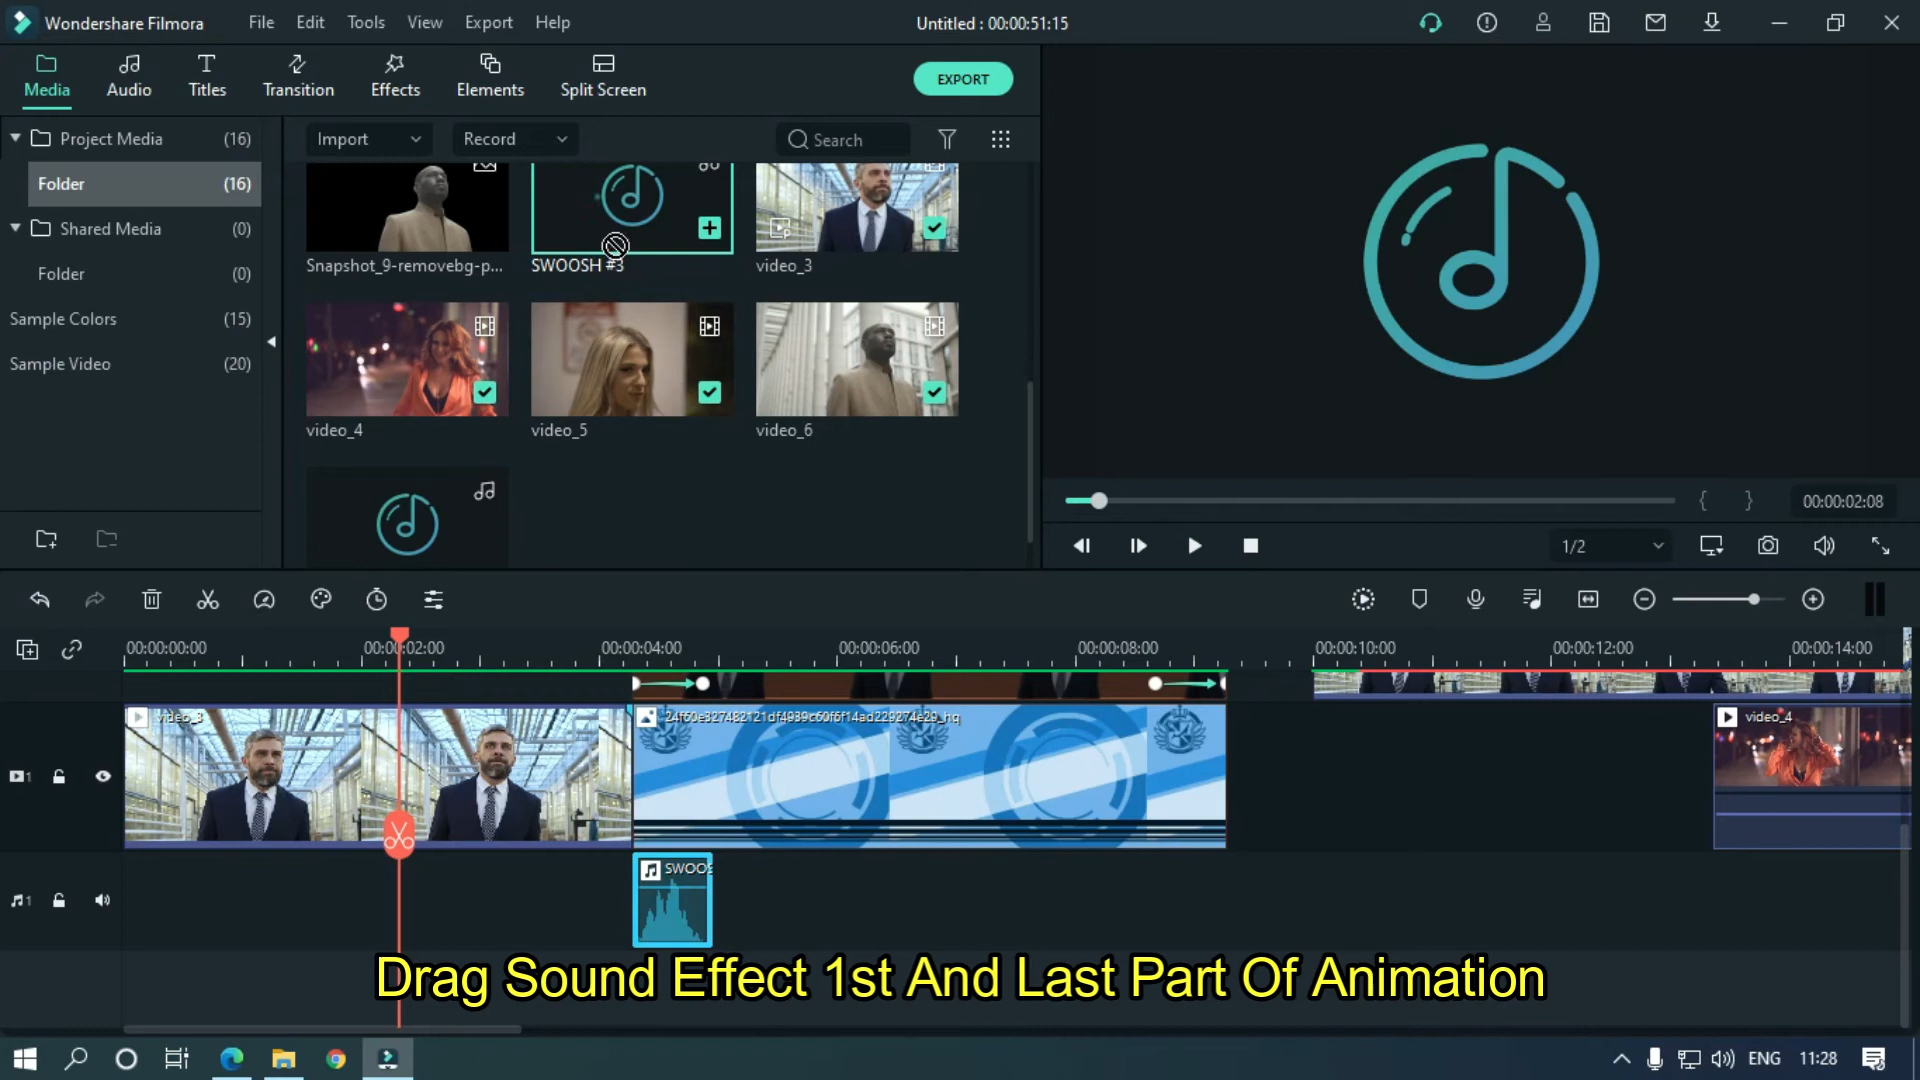 Wondershare Filmora
File Edit Tools View Export Help
Untitled : 00:00:51:15
Media Audio Titles Transition Effects Elements Split Screen
EXPORT
Project Media (16)
Folder (16)
Shared Media (0)
Folder (0)
Sample Colors (15)
Sample Video (20)
Import Record Search
Snapshot_9-removebg-p... SWOOSH #3 video_3
video_4 video_5 video_6
00:00:02:08
1/2
00:00:00:00 00:00:02:00 00:00:04:00 00:00:06:00 00:00:08:00 00:00:10:00 00:00:12:00 00:00:14:00
video_3 24f60e327482121df4939c60f6f14ad229274e29_hq video_4
1
SWOOS
1
Drag Sound Effect 1st And Last Part Of Animation
ENG 11:28